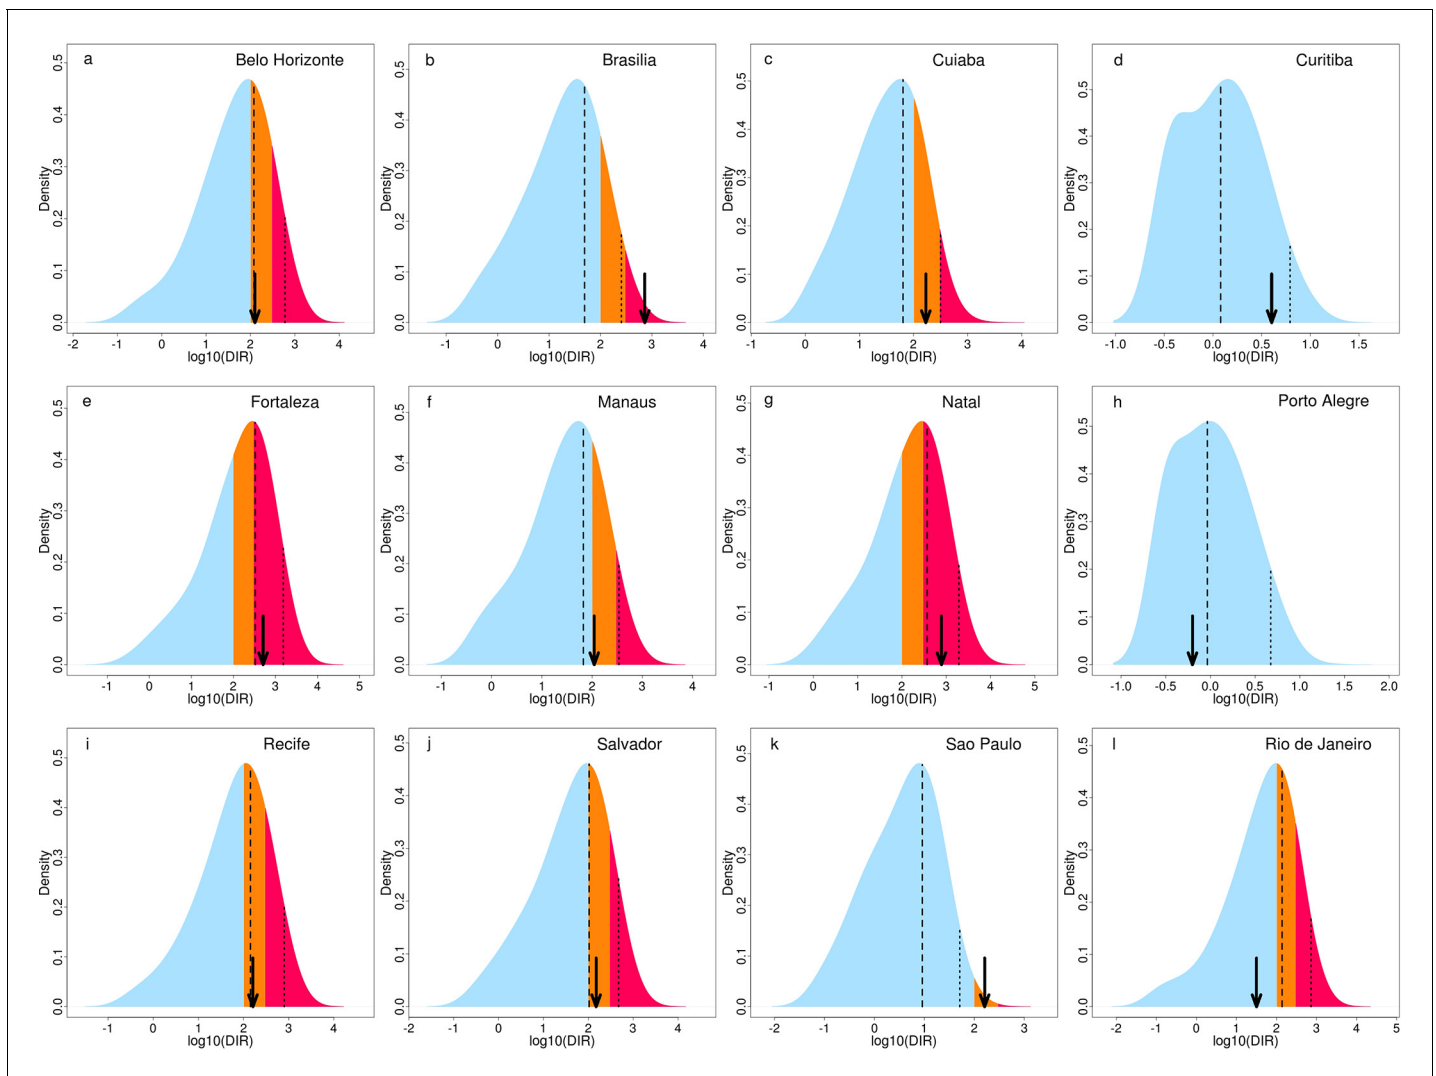 a Belo Horizonte
Density
0.0 0.1 0.2 0.3 0.4 0.5
-2 -1 0 1 2 3 4
log10(DIR)
b Brasilia
Density
0.0 0.1 0.2 0.3 0.4 0.5
-1 0 1 2 3 4
log10(DIR)
c Cuiaba
Density
0.0 0.1 0.2 0.3 0.4 0.5
-1 0 1 2 3 4
log10(DIR)
d Curitiba
Density
0.0 0.1 0.2 0.3 0.4 0.5
-1.0 -0.5 0.0 0.5 1.0 1.5
log10(DIR)
e Fortaleza
Density
0.0 0.1 0.2 0.3 0.4 0.5
-1 0 1 2 3 4 5
log10(DIR)
f Manaus
Density
0.0 0.1 0.2 0.3 0.4 0.5
-1 0 1 2 3 4
log10(DIR)
g Natal
Density
0.0 0.1 0.2 0.3 0.4 0.5
-1 0 1 2 3 4 5
log10(DIR)
h Porto Alegre
Density
0.0 0.1 0.2 0.3 0.4 0.5
-1.0 -0.5 0.0 0.5 1.0 1.5 2.0
log10(DIR)
i Recife
Density
0.0 0.1 0.2 0.3 0.4 0.5
-1 0 1 2 3 4
log10(DIR)
j Salvador
Density
0.0 0.1 0.2 0.3 0.4 0.5
-2 -1 0 1 2 3 4
log10(DIR)
k Sao Paulo
Density
0.0 0.1 0.2 0.3 0.4 0.5
-2 -1 0 1 2 3
log10(DIR)
l Rio de Janeiro
Density
0.0 0.1 0.2 0.3 0.4 0.5
-2 -1 0 1 2 3 4 5
log10(DIR)